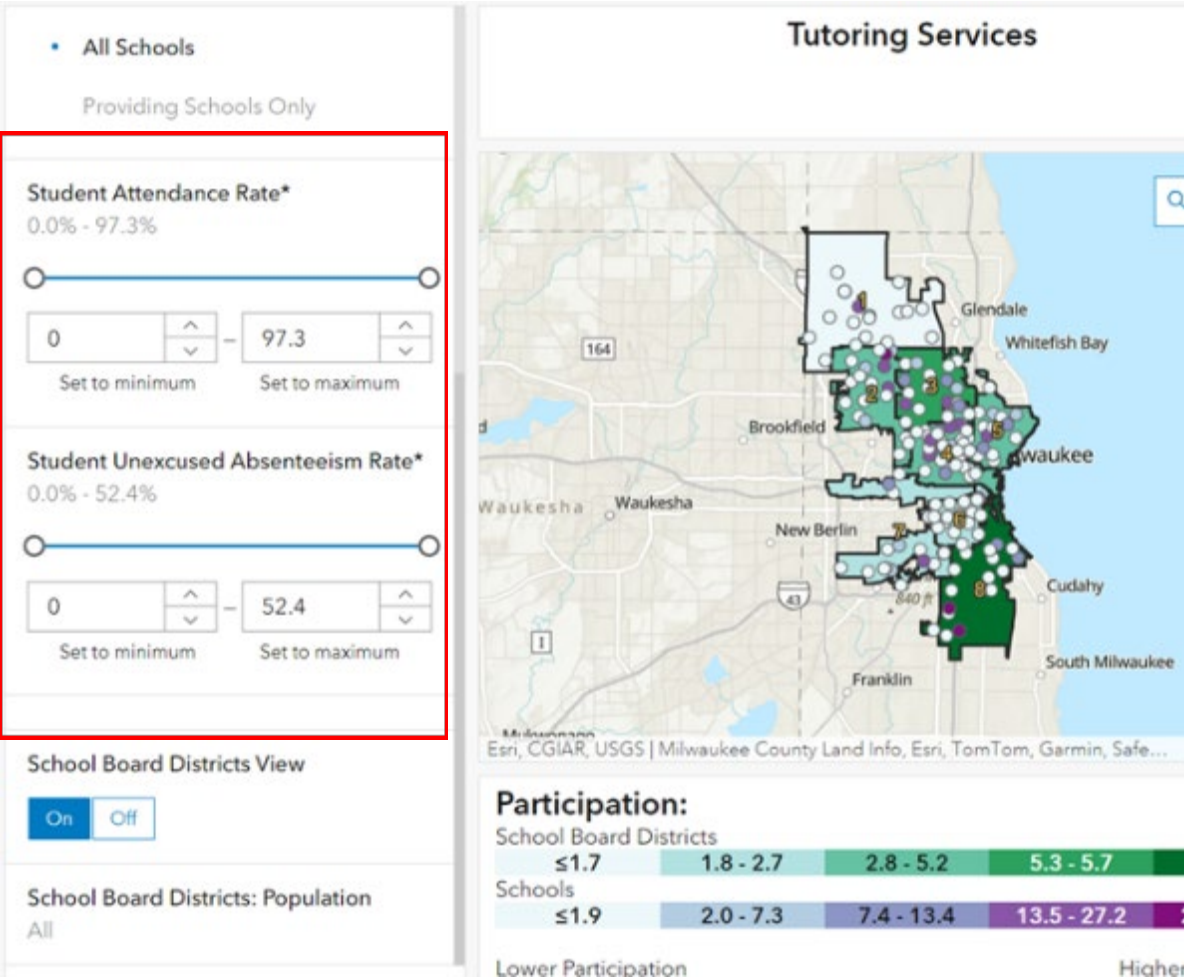 All Schools
Providing Schools Only
Student Attendance Rate*
0.0% - 97.3%
0
–
97.3
Set to minimum
Set to maximum
Student Unexcused Absenteeism Rate*
0.0% - 52.4%
0
–
52.4
Set to minimum
Set to maximum
School Board Districts View
On
Off
School Board Districts: Population
All
Tutoring Services
1
Glendale
Whitefish Bay
164
2
3
Brookfield
5
4
waukee
Waukesha
Waukesha
6
7
New Berlin
43
840 ft
8
Cudahy
I
South Milwaukee
Franklin
Mukwonago
Esri, CGIAR, USGS | Milwaukee County Land Info, Esri, TomTom, Garmin, Safe...
Participation:
School Board Districts
≤1.7 1.8 - 2.7 2.8 - 5.2 5.3 - 5.7
Schools
≤1.9 2.0 - 7.3 7.4 - 13.4 13.5 - 27.2
Lower Participation
Higher